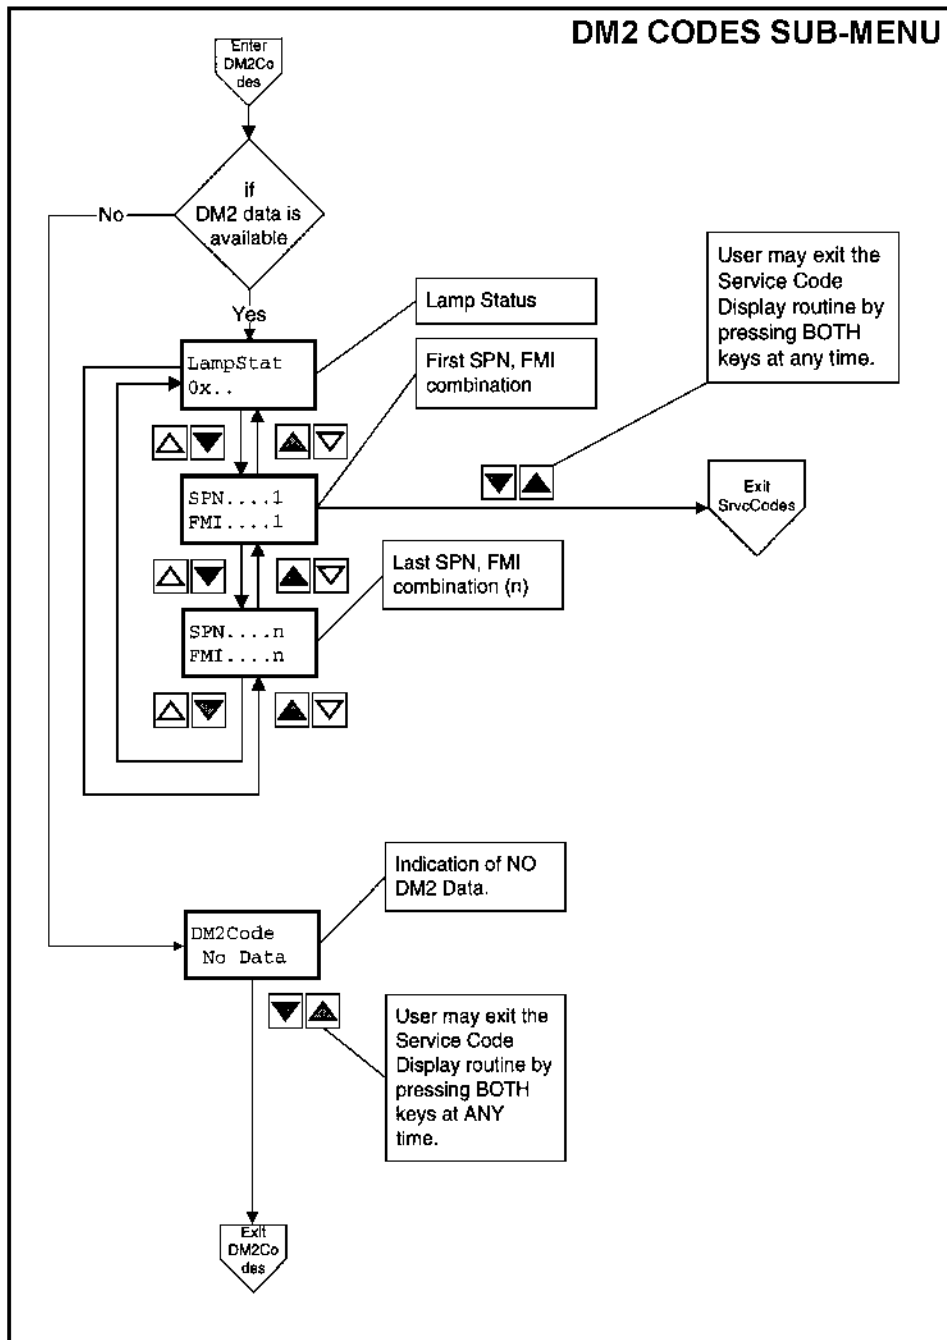 DM2 CODES SUB-MENU
Enter
DM2Co
des
if
DM2 data is
available
No
Yes
User may exit the
Service Code
Display routine by
pressing BOTH
keys at any time.
Lamp Status
LampStat
0x..
First SPN, FMI
combination
SPN....1
FMI....1
Exit
SrvcCodes
Last SPN, FMI
combination (n)
SPN....n
FMI....n
Indication of NO
DM2 Data.
DM2Code
No Data
User may exit the
Service Code
Display routine by
pressing BOTH
keys at ANY
time.
Exit
DM2Co
des